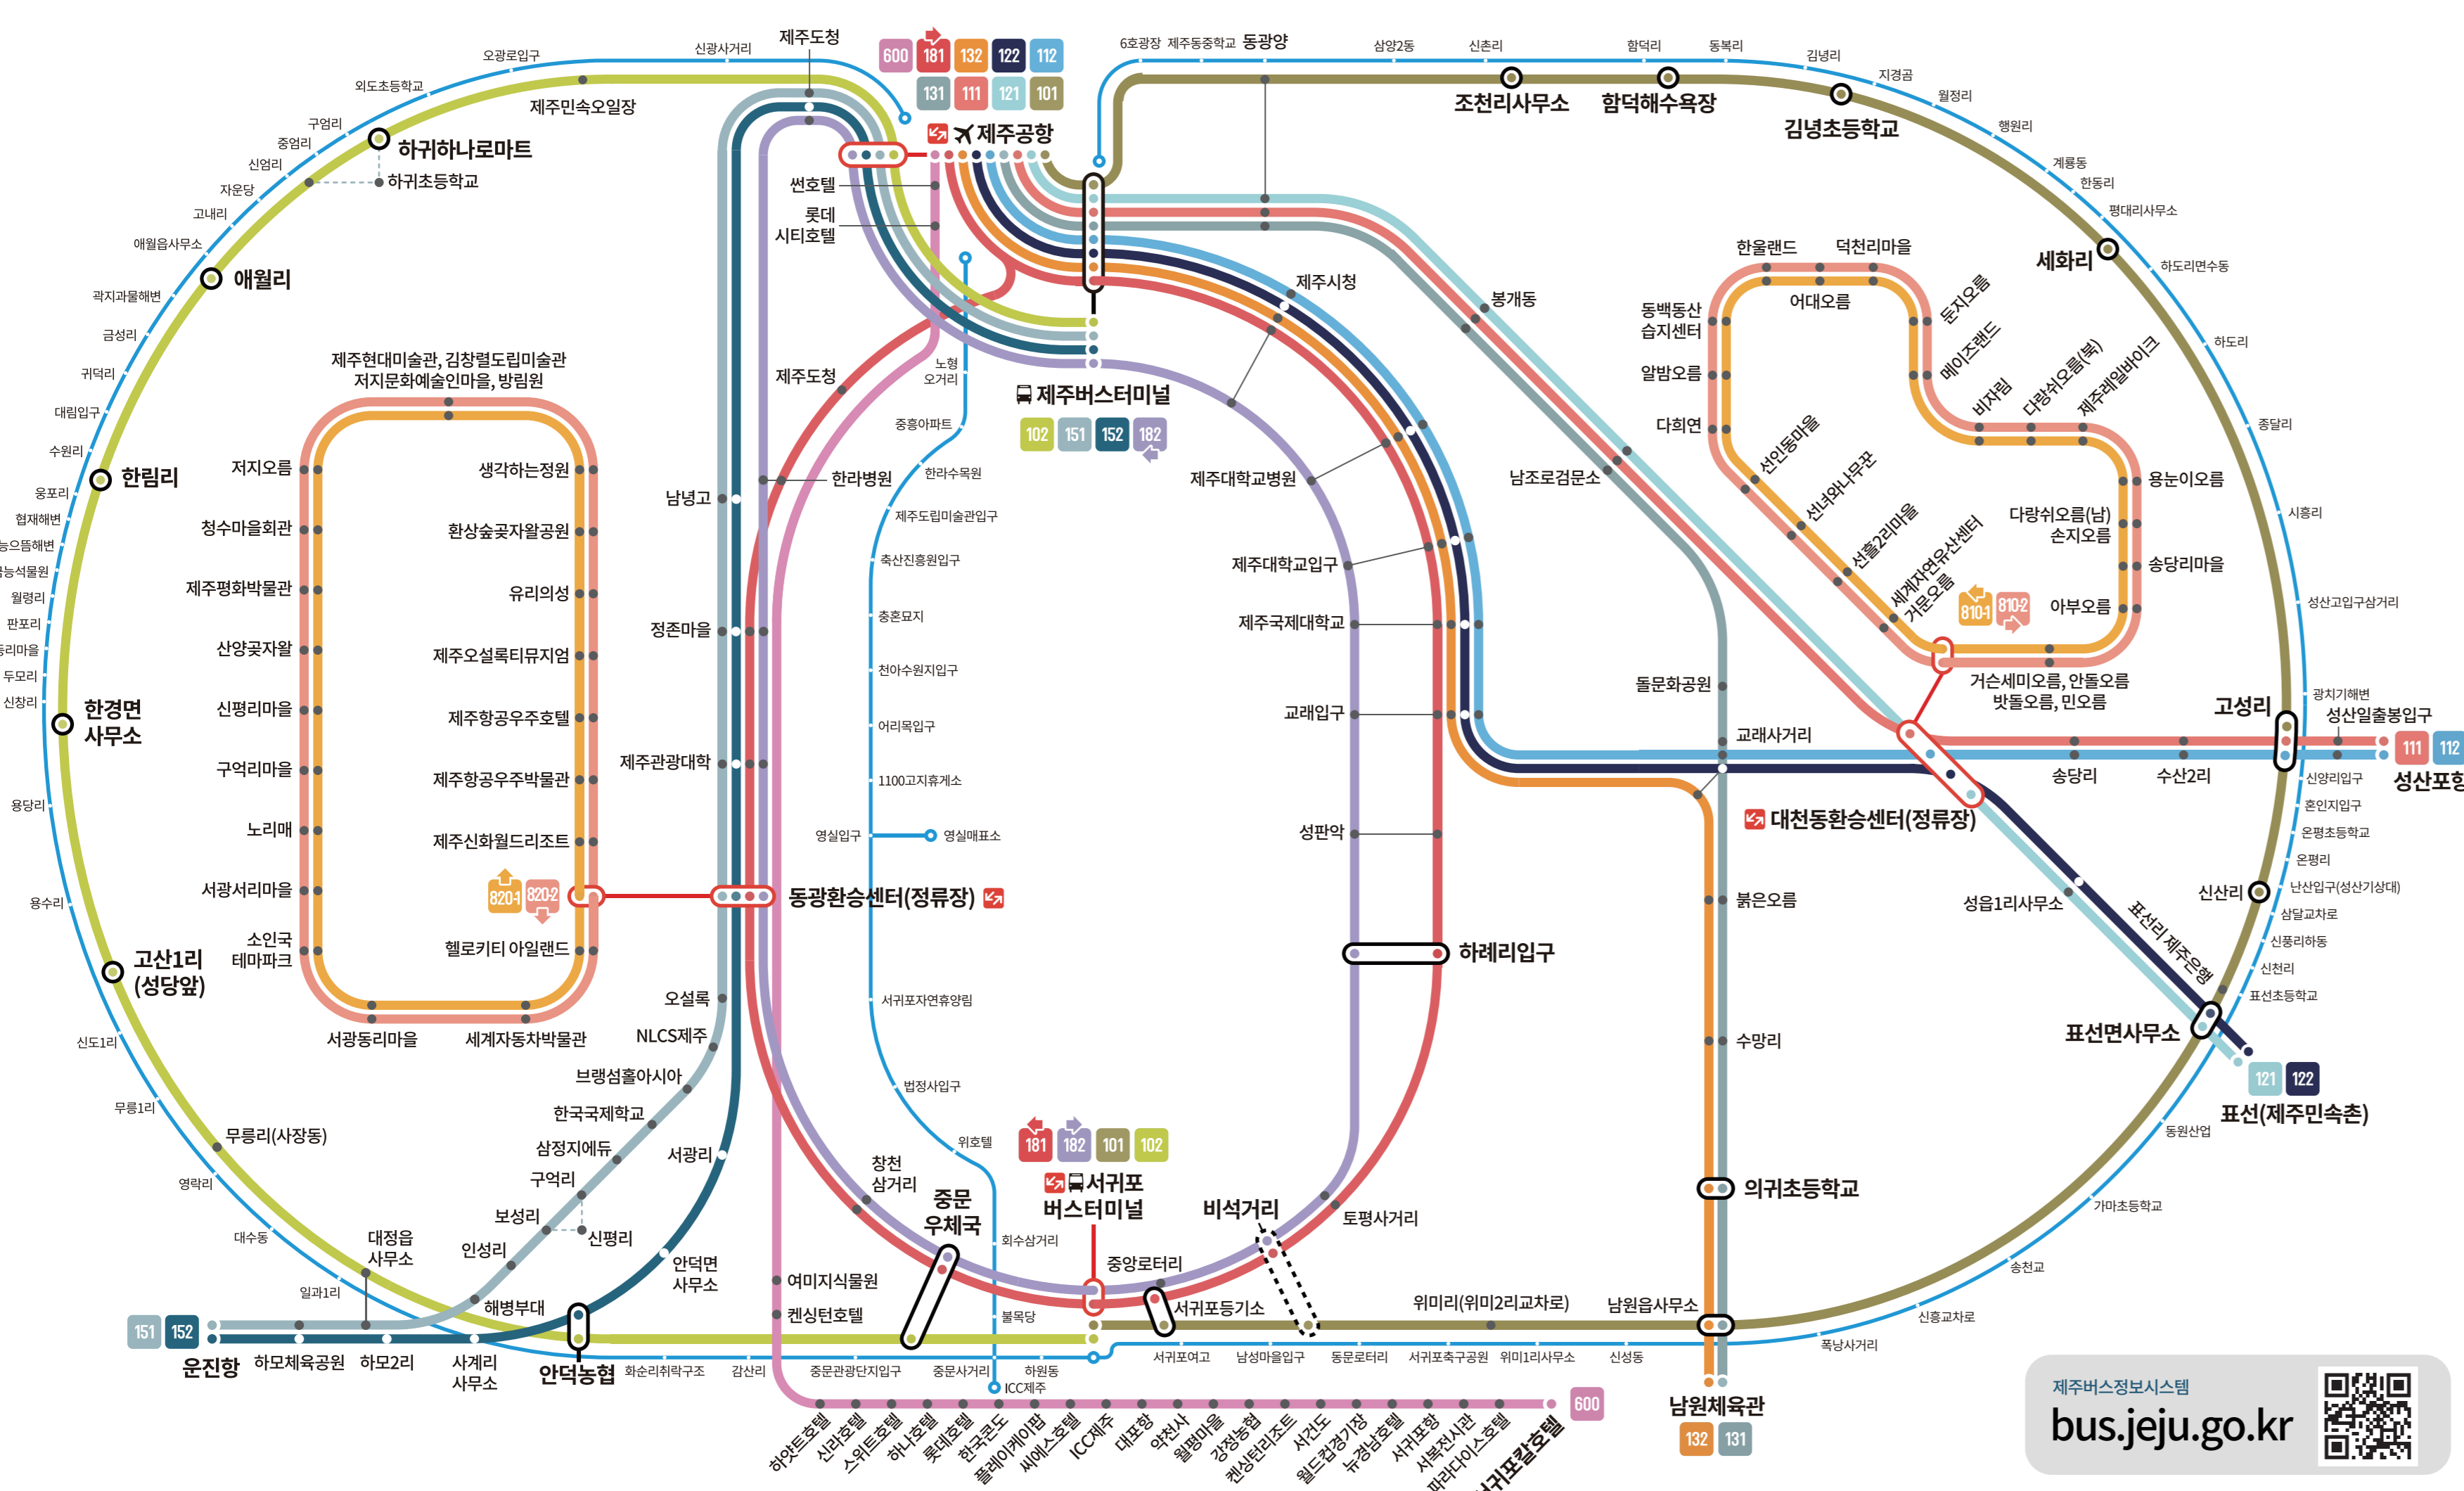 제주도청
600
181
132
122
112
131
111
121
101
제주공항
신광사거리
오광로입구
외도초등학교
제주민속오일장
구엄리
중엄리
신엄리
자운당
고내리
애월읍사무소
하귀하나로마트
하귀초등학교
애월리
곽지과물해변
금성리
귀덕리
대림입구
수원리
한림리
옹포리
협재해변
능으뜸해변
능석물원
월령리
판포리
동리마을
두모리
신창리
한경면
사무소
용당리
용수리
고산1리
(성당앞)
신도1리
무릉1리
무릉리(사장동)
영락리
대수동
일과1리
대정읍
사무소
151
152
운진항
하모체육공원
하모2리
사계리
사무소
해병부대
안덕농협
인성리
보성리
신평리
구억리
삼정지에듀
한국국제학교
브랭섬홀아시아
NLCS제주
오설록
서광리
안덕면
사무소
썬호텔
롯데
시티호텔
제주현대미술관, 김창렬도립미술관
저지문화예술인마을, 방림원
저지오름
청수마을회관
제주평화박물관
산양곶자왈
신평리마을
구억리마을
노리매
서광서리마을
소인국
테마파크
서광동리마을
세계자동차박물관
생각하는정원
환상숲곶자왈공원
유리의성
제주오설록티뮤지엄
제주항공우주호텔
제주항공우주박물관
제주신화월드리조트
820-1
820-2
헬로키티 아일랜드
남녕고
정존마을
제주관광대학
동광환승센터(정류장)
제주도청
한라병원
노형
오거리
중흥아파트
한라수목원
제주도립미술관입구
축산진흥원입구
충혼묘지
천아수원지입구
어리목입구
1100고지휴게소
영실입구
영실매표소
서귀포자연휴양림
법정사입구
위호텔
회수삼거리
불목당
ICC제주
제주버스터미널
102
151
152
182
제주시청
제주대학교병원
제주대학교입구
제주국제대학교
교래입구
성판악
하례리입구
창천
삼거리
중문
우체국
181
182
101
102
서귀포
버스터미널
중앙로터리
서귀포등기소
비석거리
토평사거리
여미지식물원
켄싱턴호텔
화순리취락구조
감산리
중문관광단지입구
중문사거리
하원동
서귀포여고
남성마을입구
동문로터리
서귀포축구공원
위미1리사무소
신성동
위미리(위미2리교차로)
남원읍사무소
하얏트호텔
신라호텔
스위트호텔
하나호텔
롯데호텔
한국콘도
플레이케이팝
씨에스호텔
ICC제주
대포항
약천사
월평마을
강정농협
켄싱턴리조트
서건도
월드컵경기장
뉴경남호텔
서귀포항
서복전시관
파라다이스호텔
서귀포칼호텔
600
6호광장
제주동중학교
동광양
삼양2동
신촌리
조천리사무소
함덕리
함덕해수욕장
동복리
김녕리
김녕초등학교
지경곰
월정리
행원리
계룡동
한동리
평대리사무소
세화리
하도리면수동
하도리
종달리
시흥리
성산고입구삼거리
광치기해변
성산일출봉입구
고성리
111
112
성산포항
신양리입구
혼인지입구
온평초등학교
온평리
난산입구(성산기상대)
신산리
삼달교차로
신풍리하동
신천리
표선초등학교
봉개동
남조로검문소
돌문화공원
교래사거리
한울랜드
덕천리마을
어대오름
동백동산
습지센터
알밤오름
다희연
둔지오름
메이즈랜드
비자림
다랑쉬오름(북)
제주레일바이크
용눈이오름
다랑쉬오름(남)
손지오름
송당리마을
아부오름
선인동마을
선녀와나무꾼
선흘2리마을
세계자연유산센터
거문오름
810-1
810-2
거슨세미오름, 안돌오름
밧돌오름, 민오름
송당리
수산2리
대천동환승센터(정류장)
성읍1리사무소
표선리 제주은행
표선면사무소
121
122
표선(제주민속촌)
붉은오름
수망리
의귀초등학교
동원산업
가마초등학교
송천교
신흥교차로
폭낭사거리
남원체육관
132
131
제주버스정보시스템
bus.jeju.go.kr